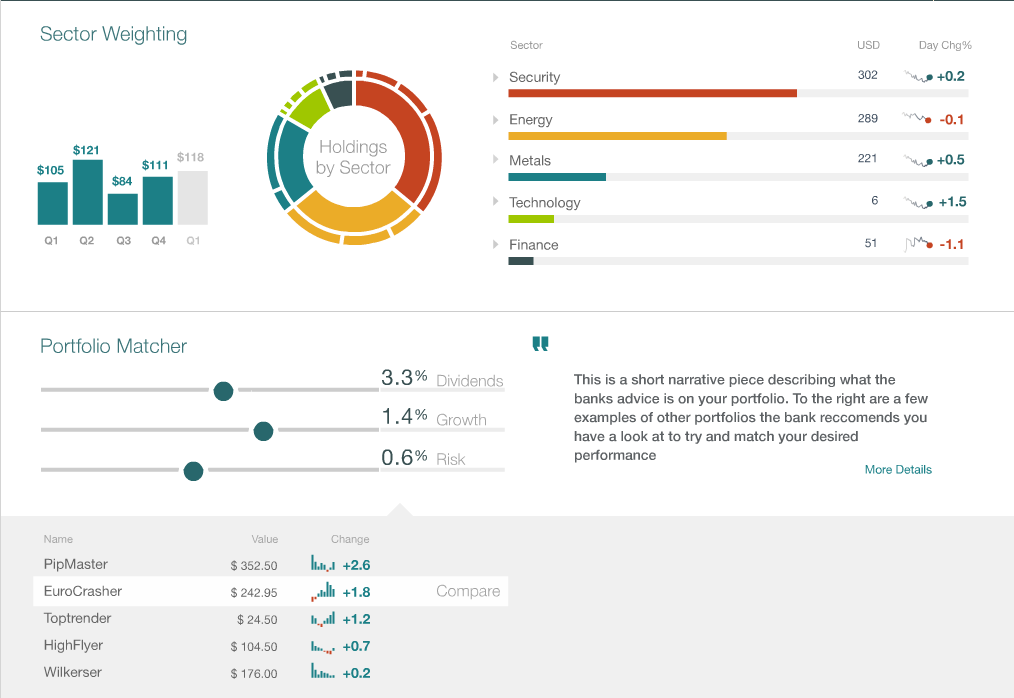 Sector Weighting
$105
$121
$84
$111
$118
Q1
Q2
Q3
Q4
Q1
Holdings
by Sector
Sector USD Day Chg%
Security 302 +0.2
Energy 289 -0.1
Metals 221 +0.5
Technology 6 +1.5
Finance 51 -1.1
Portfolio Matcher
3.3% Dividends
1.4% Growth
0.6% Risk
"
This is a short narrative piece describing what the
banks advice is on your portfolio. To the right are a few
examples of other portfolios the bank reccomends you
have a look at to try and match your desired
performance
More Details
Name Value Change
PipMaster $ 352.50 +2.6
EuroCrasher $ 242.95 +1.8 Compare
Toptrender $ 24.50 +1.2
HighFlyer $ 104.50 +0.7
Wilkerser $ 176.00 +0.2